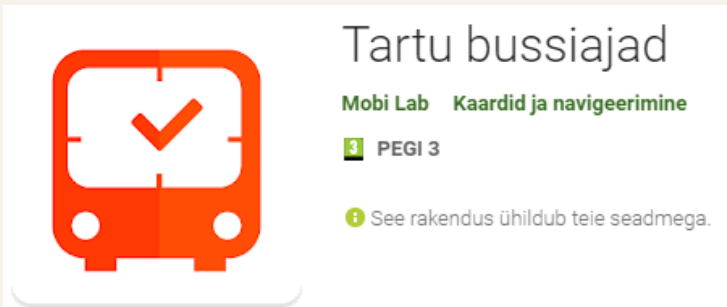 Tartu bussiajad
Mobi Lab Kaardid ja navigeerimine
3 PEGI 3
See rakendus ühildub teie seadmega.